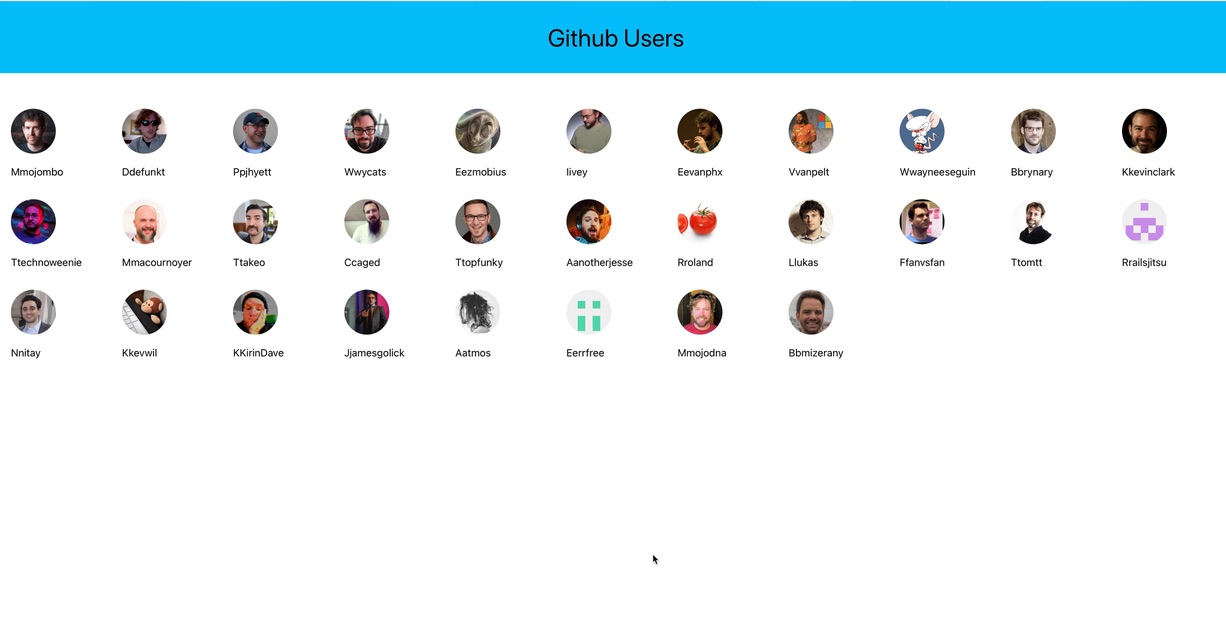 Github Users
Mmojombo Ddefunkt Ppjhyett Wwycats Eezmobius Iivey Eevanphx Vvanpelt Wwayneeseguin Bbrynary Kkevinclark
Ttechnoweenie Mmacournoyer Ttakeo Ccaged Ttopfunky Aanotherjesse Rroland Llukas Ffanvsfan Ttomtt Rrailsjitsu
Nnitay Kkevwil KKirinDave Jjamesgolick Aatmos Eerrfree Mmojodna Bbmizerany